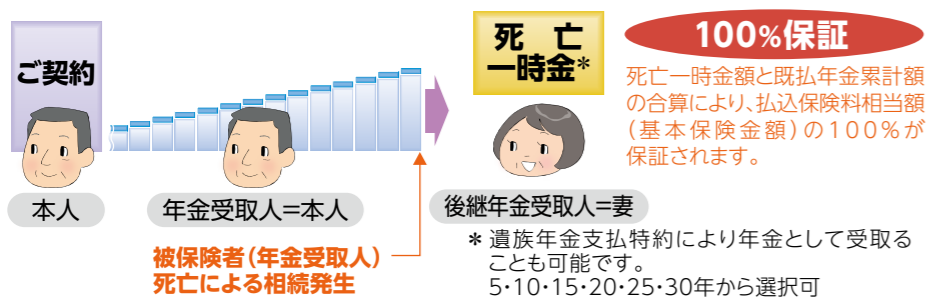 ご契約
本人
年金受取人=本人
被保険者(年金受取人)
死亡による相続発生
死亡
一時金*
後継年金受取人=妻
100%保証
死亡一時金額と既払年金累計額
の合算により、払込保険料相当額
(基本保険金額)の100%が
保証されます。
* 遺族年金支払特約により年金として受取る
ことも可能です。
5・10・15・20・25・30年から選択可